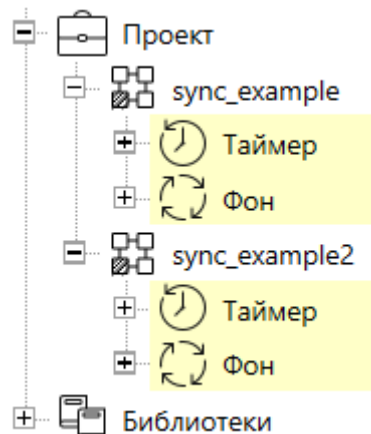 Проект
sync_example
Таймер
Фон
sync_example2
Таймер
Фон
Библиотеки